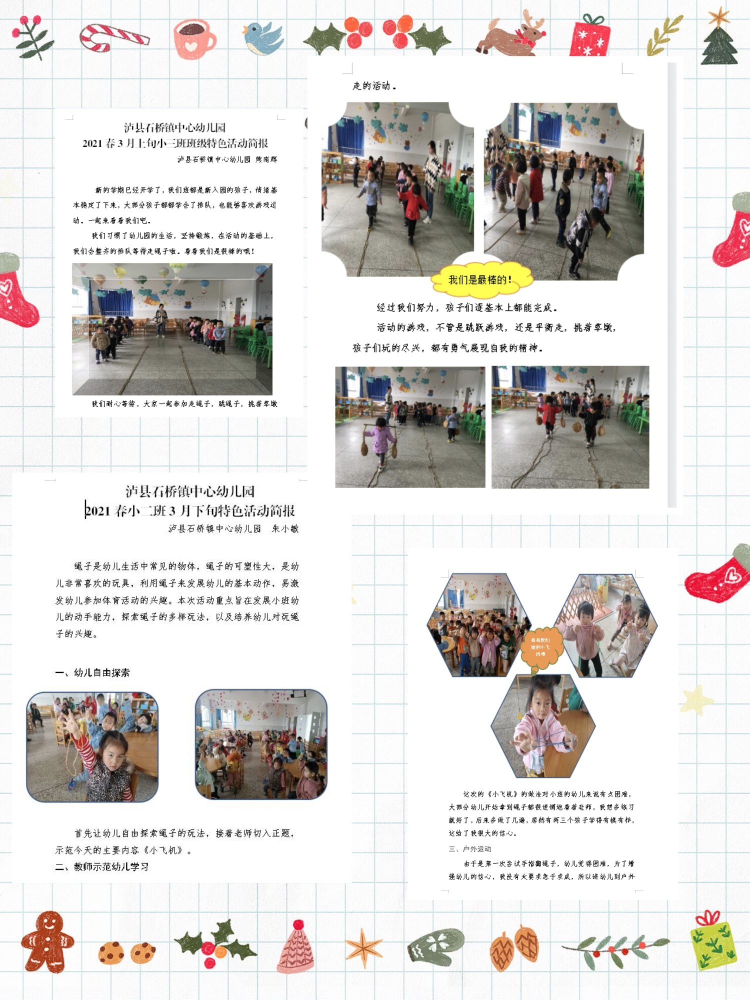 泸县石桥镇中心幼儿园
2021 春 3 月上旬小三班班级特色活动简报
泸县石桥镇中心幼儿园 熊南辉
新的学期已经开学了，我们班都是新入园的孩子，情绪基
本稳定了下来，大部分孩子都都学会了排队，也能够喜欢游戏运
动。一起来看看我们吧。
我们习惯了幼儿园的生活，坚持锻炼，在活动的基础上，
我们会整齐的排队等待走绳子啦。看看我们是很棒的哦！
我们耐心等待，大家一起参加走绳子，跳绳子，挑着草墩
走的活动。
我们是最棒的！
经过我们努力，孩子们逐基本上都能完成。
活动的游戏，不管是跳跃游戏，还是平衡走，挑着草墩，
孩子们玩的尽兴，都有勇气展现自我的精神。
泸县石桥镇中心幼儿园
2021 春小二班 3 月下旬特色活动简报
泸县石桥镇中心幼儿园 朱小敏
绳子是幼儿生活中常见的物体，绳子的可塑性大，是幼
儿非常喜欢的玩具，利用绳子来发展幼儿的基本动作，易激
发幼儿参加体育活动的兴趣。本次活动重点旨在发展小班幼
儿的动手能力，探索绳子的多样玩法，以及培养幼儿对玩绳
子的兴趣。
一、幼儿自由探索
首先让幼儿自由探索绳子的玩法，接着老师切入正题，
示范今天的主要内容《小飞机》。
二、教师示范幼儿学习
看看我们
做的小飞
机哦
这次的《小飞机》的做法对小班的幼儿来说有点困难，
大部分幼儿开始拿到绳子都很迷惘地看着老师，我想多练习
就好了，后来多做了几遍，居然有两三个孩子学得有模有样，
这给了我很大的信心。
三、户外运动
由于是第一次尝试手指翻绳子，幼儿觉得困难，为了增
强幼儿的信心，我没有太要求急于求成，所以请幼儿到户外